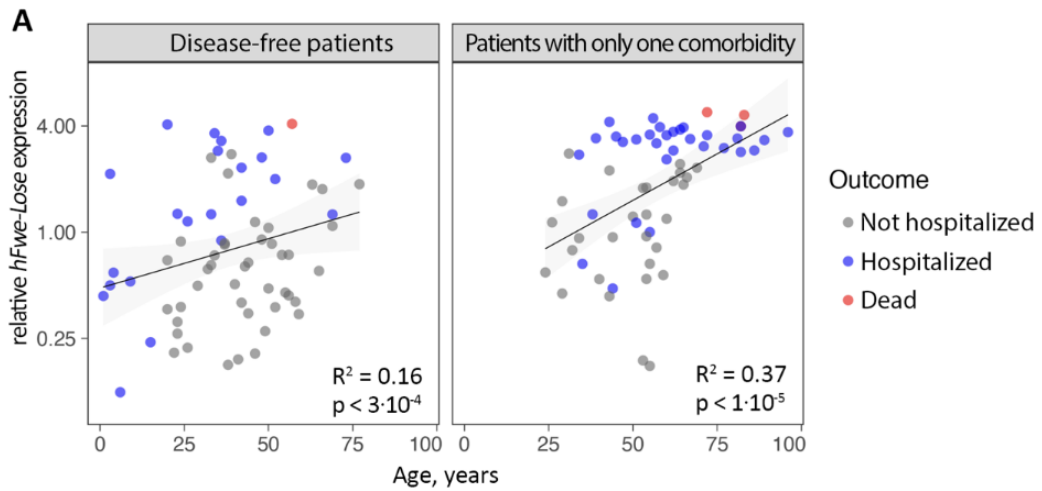 A
Disease-free patients
Patients with only one comorbidity
relative hFwe-Lose expression
4.00
1.00
0.25
R² = 0.16
p < 3·10⁻⁴
R² = 0.37
p < 1·10⁻⁵
0 25 50 75 100
0 25 50 75 100
Age, years
Outcome
Not hospitalized
Hospitalized
Dead